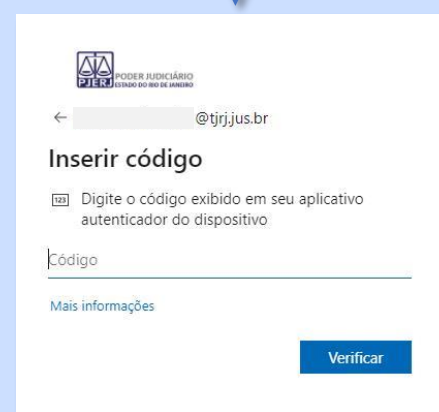 PJERJ PODER JUDICIÁRIO
ESTADO DO RIO DE JANEIRO
@tjrj.jus.br
Inserir código
123 Digite o código exibido em seu aplicativo
autenticador do dispositivo
Código
Mais informações
Verificar